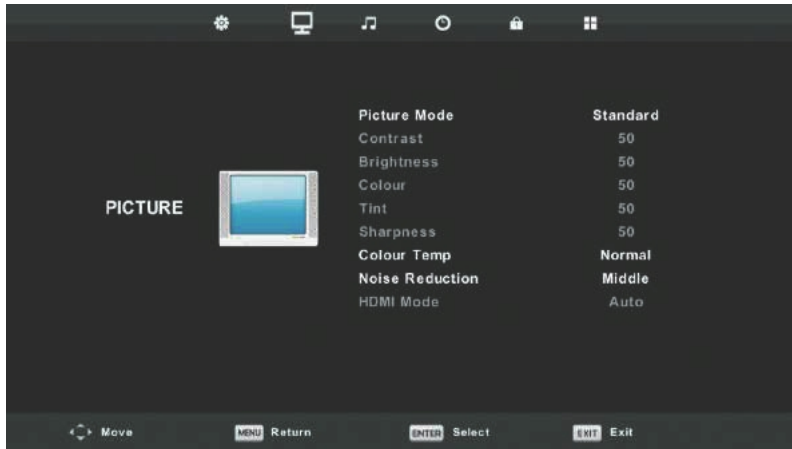 PICTURE
Picture Mode Standard
Contrast 50
Brightness 50
Colour 50
Tint 50
Sharpness 50
Colour Temp Normal
Noise Reduction Middle
HDMI Mode Auto
Move MENU Return ENTER Select EXIT Exit